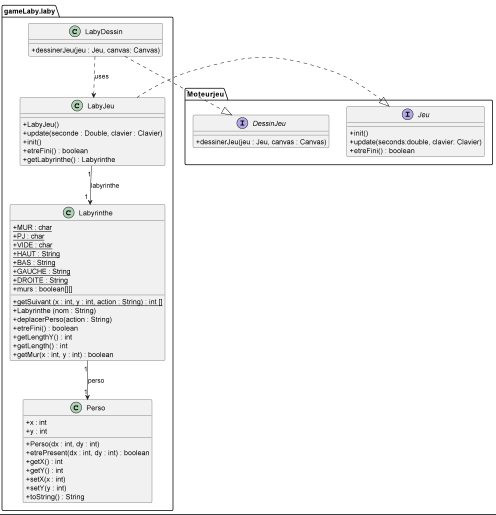 gameLaby.laby
C LabyDessin
+dessinerJeu(jeu : Jeu, canvas: Canvas)
uses
C LabyJeu
+LabyJeu()
+update(seconde : Double, clavier : Clavier)
+init()
+etreFini() : boolean
+getLabyrinthe() : Labyrinthe
1
labyrinthe
1
C Labyrinthe
+MUR : char
+PJ : char
+VIDE : char
+HAUT : String
+BAS : String
+GAUCHE : String
+DROITE : String
+murs : boolean[][]
+getSuivant (x : int, y : int, action : String) : int []
+Labyrinthe (nom : String)
+deplacerPerso(action : String)
+etreFini() : boolean
+getLengthY() : int
+getLength() : int
+getMur(x : int, y : int) : boolean
1
perso
1
C Perso
+x : int
+y : int
+Perso(dx : int, dy : int)
+etrePresent(dx : int, dy : int) : boolean
+getX() : int
+getY() : int
+setX(x : int)
+setY(y : int)
+toString() : String
Moteurjeu
I DessinJeu
+dessinerJeu(jeu : Jeu, canvas : Canvas)
I Jeu
+init()
+update(seconds:double, clavier: Clavier)
+etreFini() : boolean